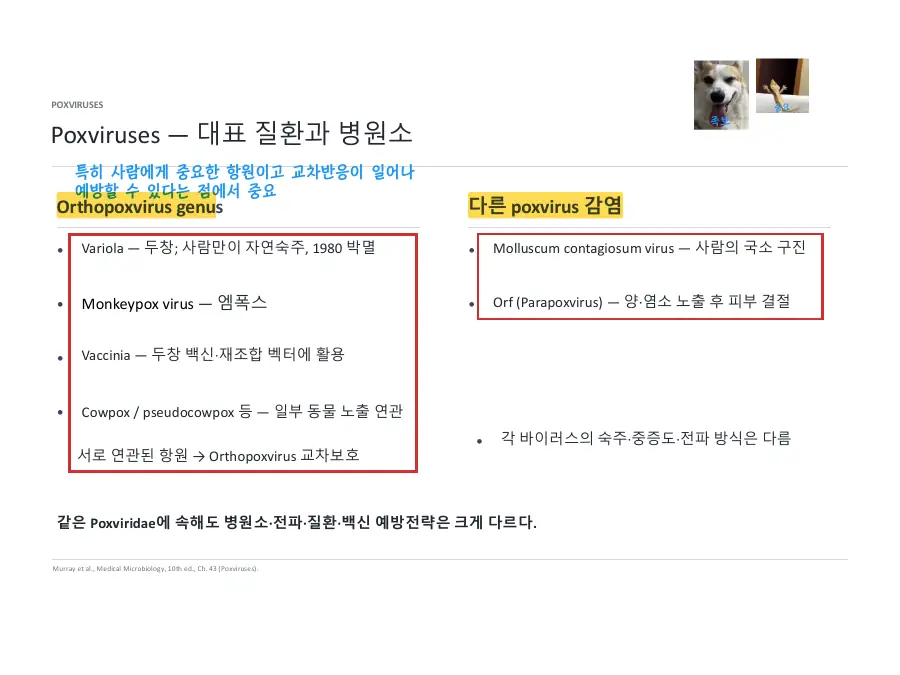 족보
중요
POXVIRUSES
Poxviruses — 대표 질환과 병원소
특히 사람에게 중요한 항원이고 교차반응이 일어나
예방할 수 있다는 점에서 중요
Orthopoxvirus genus
• Variola — 두창; 사람만이 자연숙주, 1980 박멸
• Monkeypox virus — 엠폭스
• Vaccinia — 두창 백신·재조합 벡터에 활용
• Cowpox / pseudocowpox 등 — 일부 동물 노출 연관
서로 연관된 항원 → Orthopoxvirus 교차보호
다른 poxvirus 감염
• Molluscum contagiosum virus — 사람의 국소 구진
• Orf (Parapoxvirus) — 양·염소 노출 후 피부 결절
• 각 바이러스의 숙주·중증도·전파 방식은 다름
같은 Poxviridae에 속해도 병원소·전파·질환·백신 예방전략은 크게 다르다.
Murray et al., Medical Microbiology, 10th ed., Ch. 43 (Poxviruses).